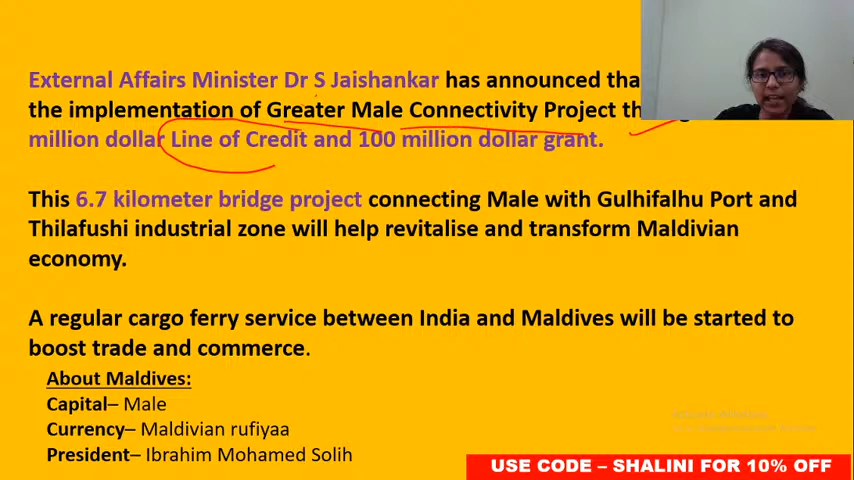 External Affairs Minister Dr S Jaishankar has announced
the implementation of Greater Male Connectivity Project
million dollar Line of Credit and 100 million dollar grant.
This 6.7 kilometer bridge project connecting Male with Gulhifalhu Port and
Thilafushi industrial zone will help revitalise and transform Maldivian
economy.
A regular cargo ferry service between India and Maldives will be started to
boost trade and commerce.
About Maldives:
Capital– Male
Currency– Maldivian rufiyaa
President– Ibrahim Mohamed Solih
USE CODE – SHALINI FOR 10% OFF